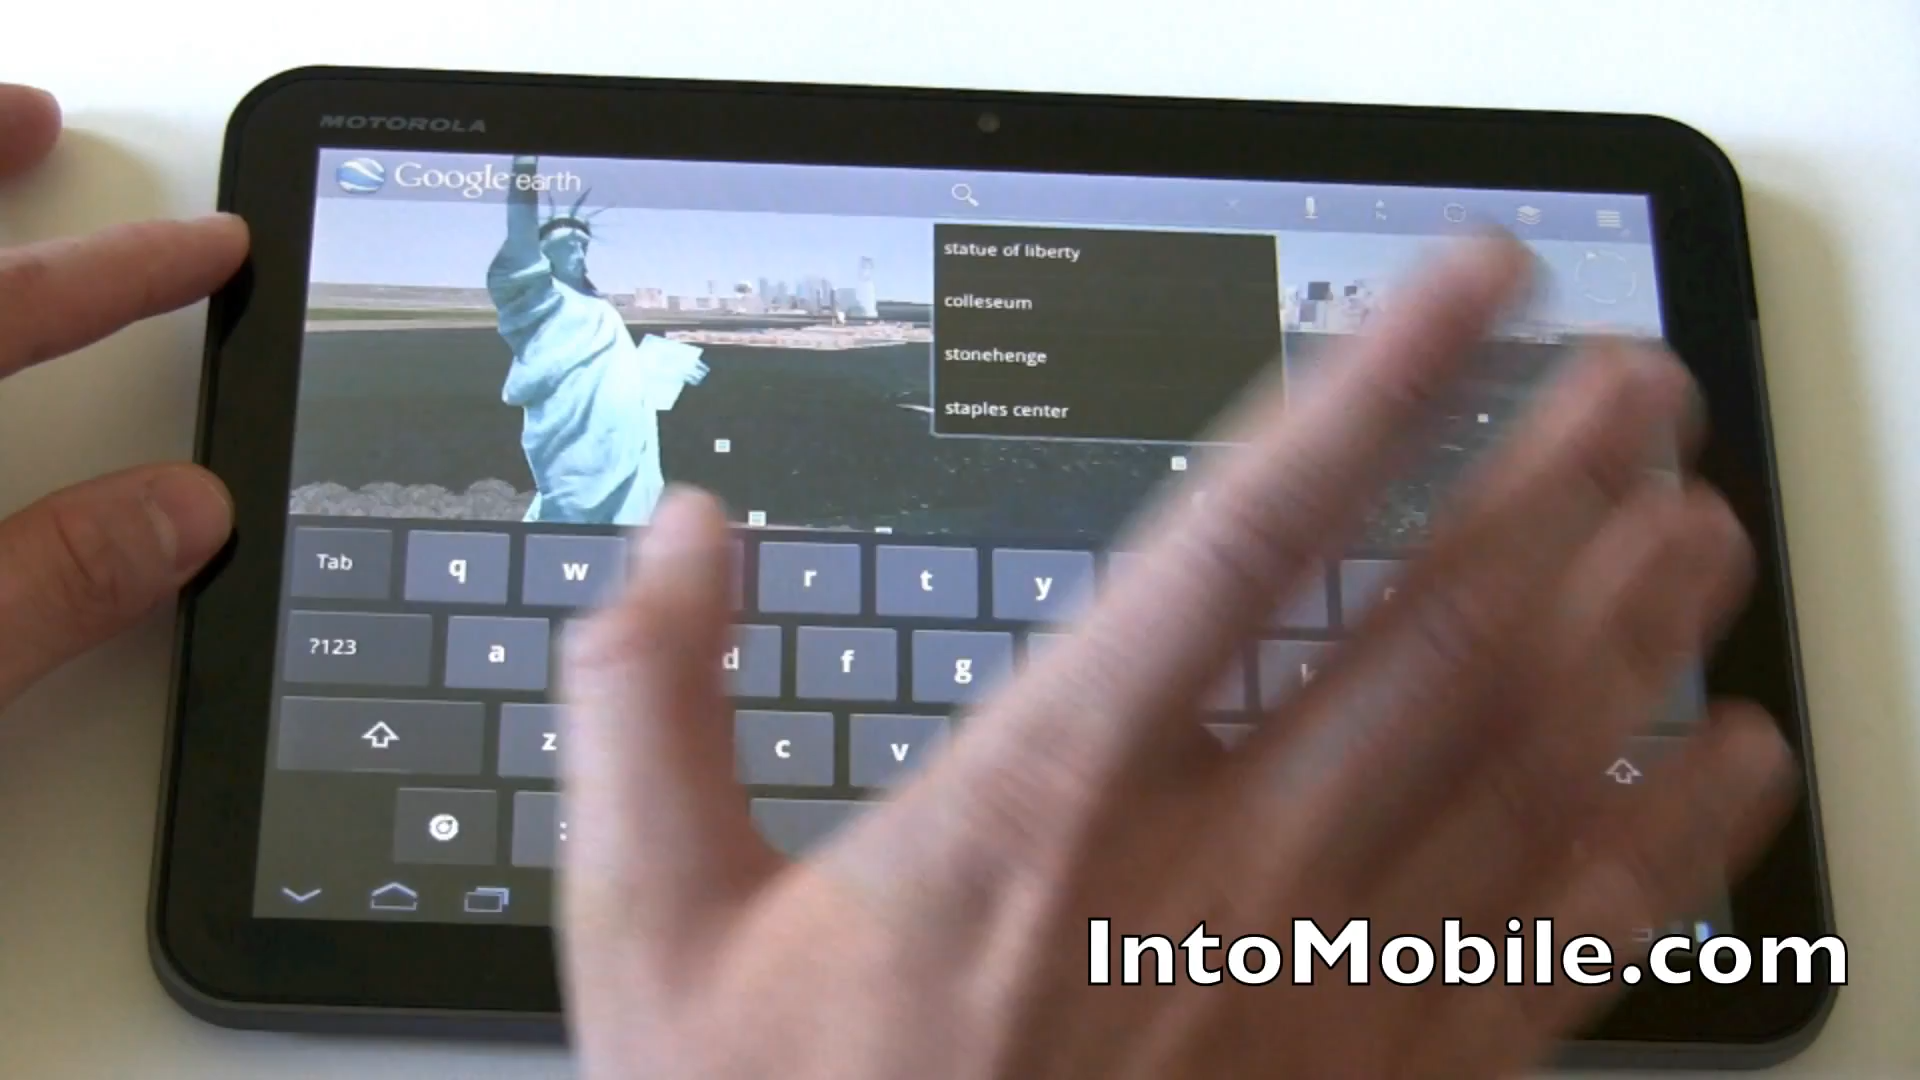 MOTOROLA
Google earth
statue of liberty
colleseum
stonehenge
staples center
Tab q w r t y
?123 a d f g
z c v
:
IntoMobile.com